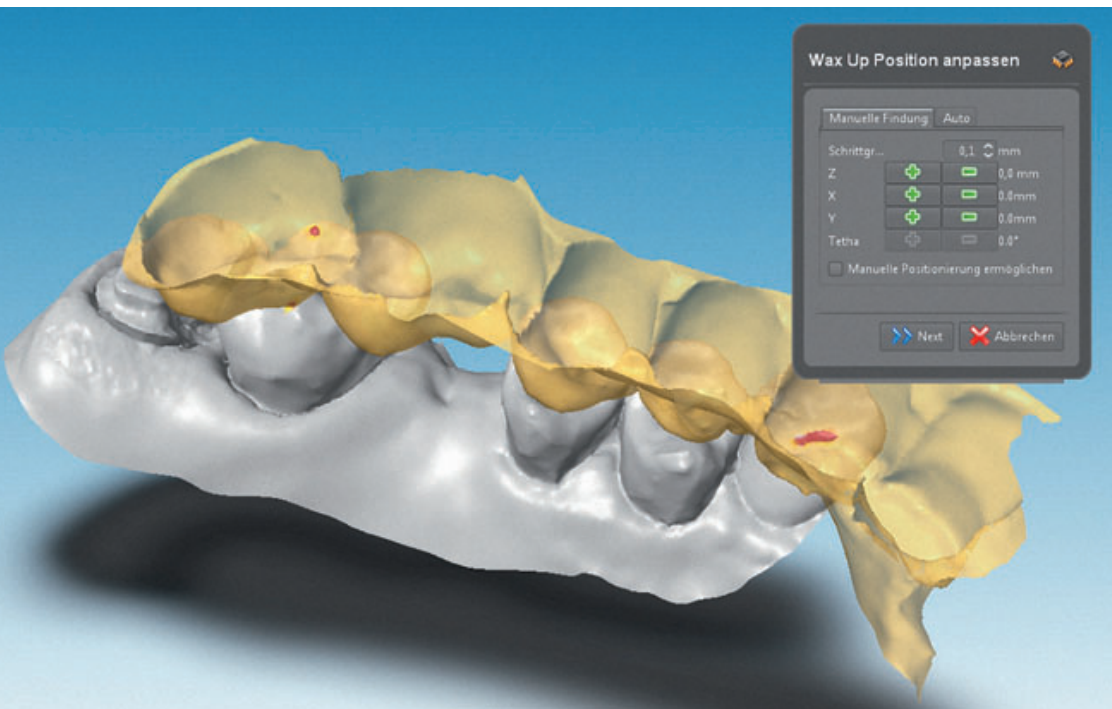 Wax Up Position anpassen
Manuelle Findung Auto
Schrittgr... 0,1 mm
Z 0,0 mm
X 0.0mm
Y 0.0mm
Tetha 0.0°
Manuelle Positionierung ermöglichen
Next Abbrechen